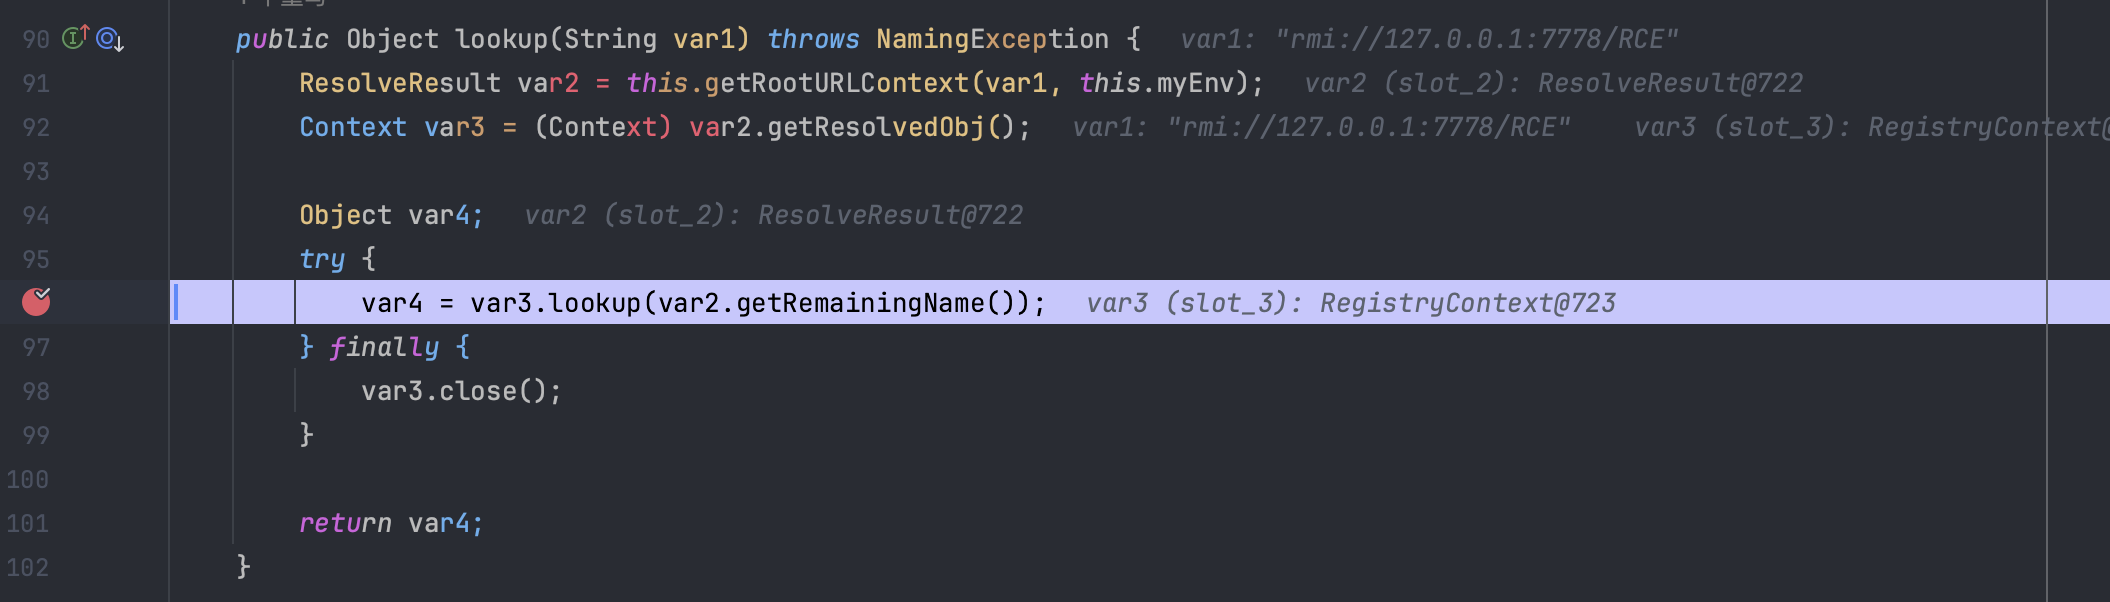 90 public Object lookup(String var1) throws NamingException { var1: "rmi://127.0.0.1:7778/RCE"
91 ResolveResult var2 = this.getRootURLContext(var1, this.myEnv); var2 (slot_2): ResolveResult@722
92 Context var3 = (Context) var2.getResolvedObj(); var1: "rmi://127.0.0.1:7778/RCE" var3 (slot_3): RegistryContext@
93
94 Object var4; var2 (slot_2): ResolveResult@722
95 try {
var4 = var3.lookup(var2.getRemainingName()); var3 (slot_3): RegistryContext@723
97 } finally {
98 var3.close();
99 }
100
101 return var4;
102 }